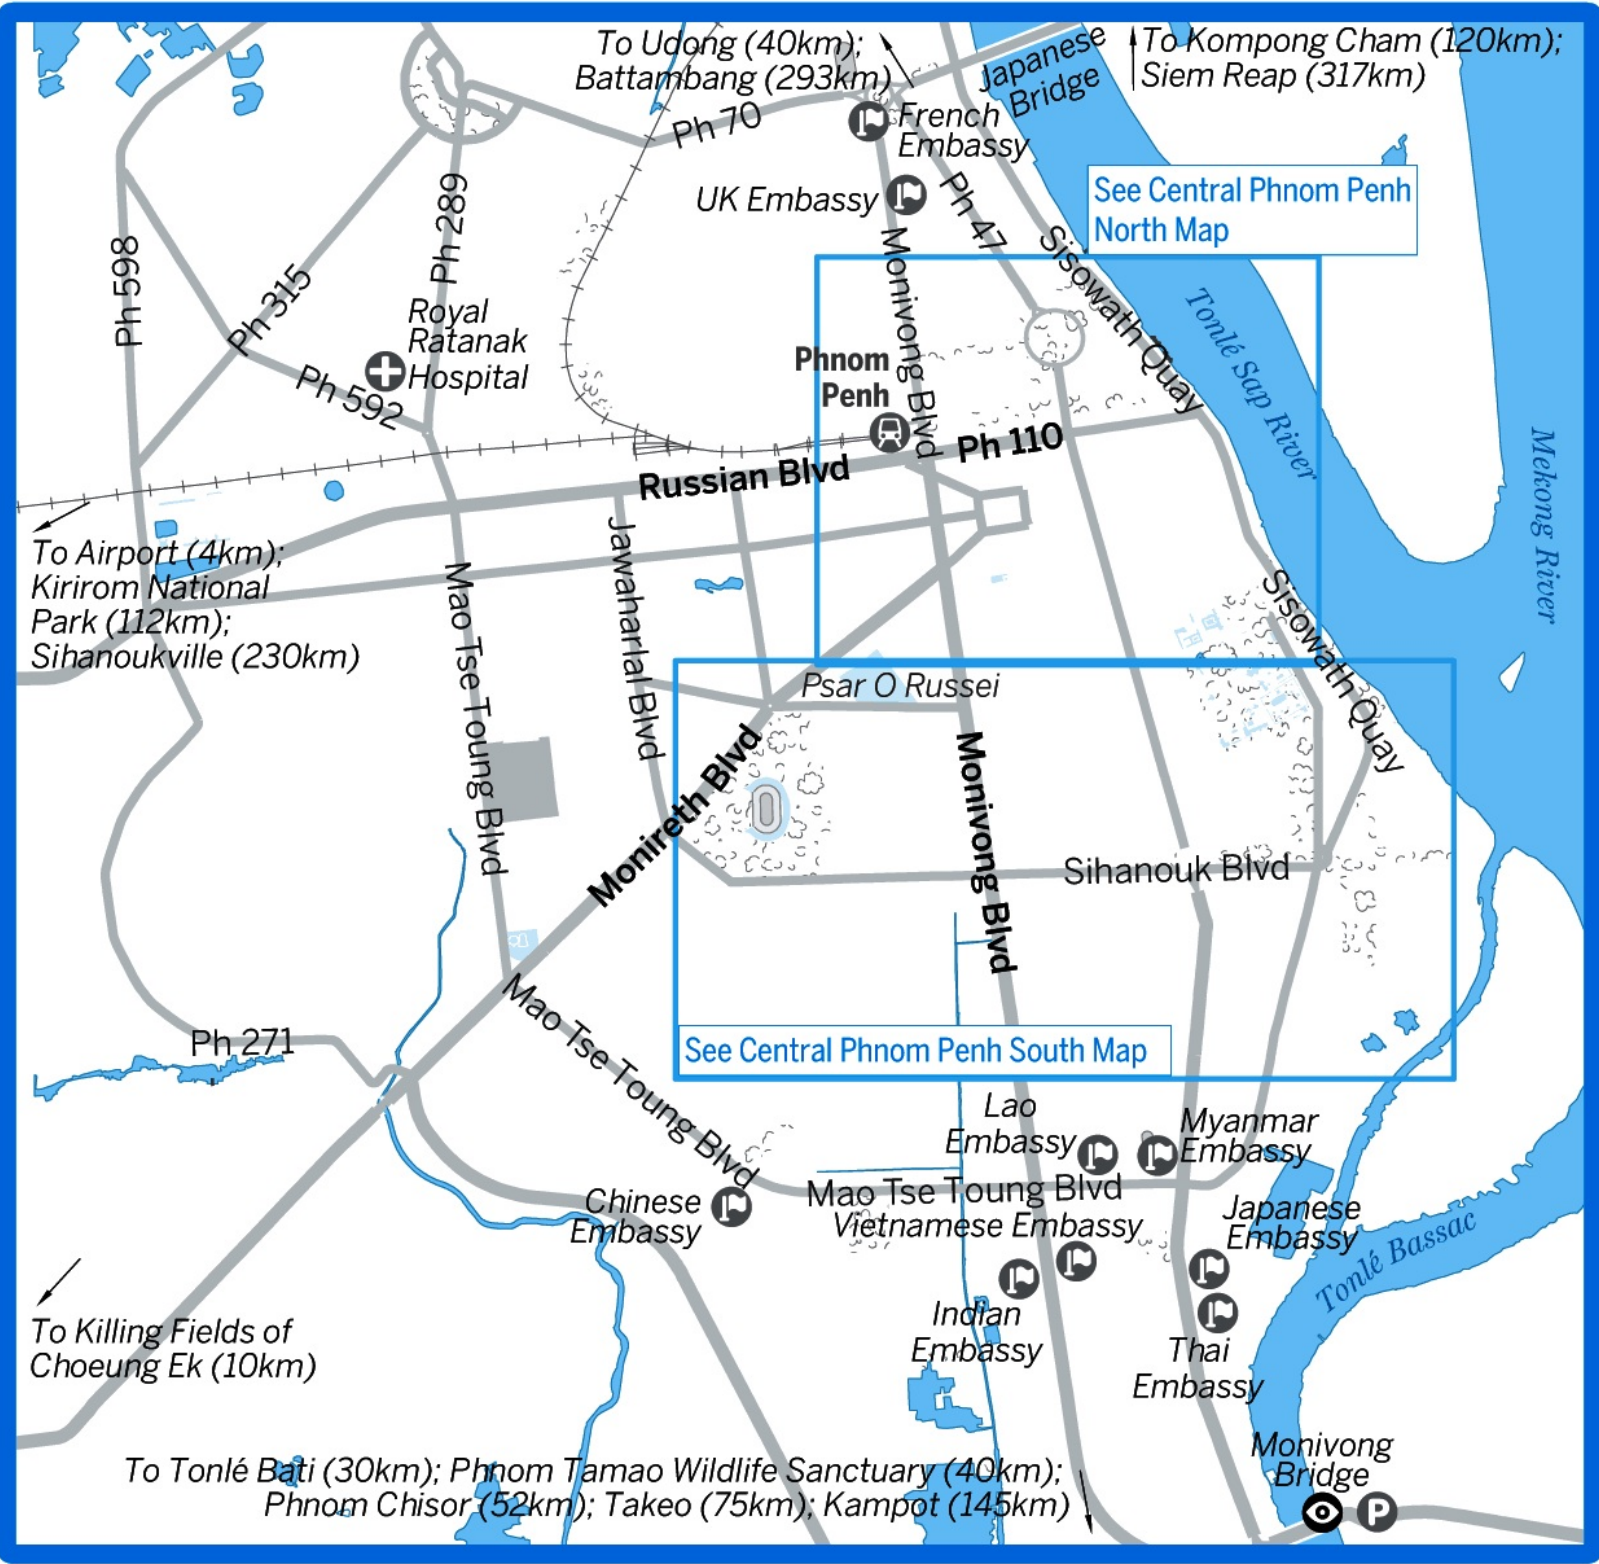 To Udong (40km);
Battambang (293km)
Japanese
Bridge
To Kompong Cham (120km);
Siem Reap (317km)
Ph 70
French
Embassy
UK Embassy
Ph 47
See Central Phnom Penh
North Map
Ph 289
Ph 598
Ph 315
Monivong Blvd
Sisowath Quay
Tonlé Sap River
Royal
Ratanak
Hospital
Ph 592
Phnom
Penh
Ph 110
Russian Blvd
Mekong River
To Airport (4km);
Kirirom National
Park (112km);
Sihanoukville (230km)
Mao Tse Toung Blvd
Jawaharlal Blvd
Sisowath Quay
Psar O Russei
Monireth Blvd
Monivong Blvd
Sihanouk Blvd
Ph 271
Mao Tse Toung Blvd
See Central Phnom Penh South Map
Lao
Embassy
Myanmar
Embassy
Chinese
Embassy
Mao Tse Toung Blvd
Vietnamese Embassy
Japanese
Embassy
Tonlé Bassac
Indian
Embassy
Thai
Embassy
To Killing Fields of
Choeung Ek (10km)
Monivong
Bridge
P
To Tonlé Bati (30km); Phnom Tamao Wildlife Sanctuary (40km);
Phnom Chisor (52km); Takeo (75km); Kampot (145km)